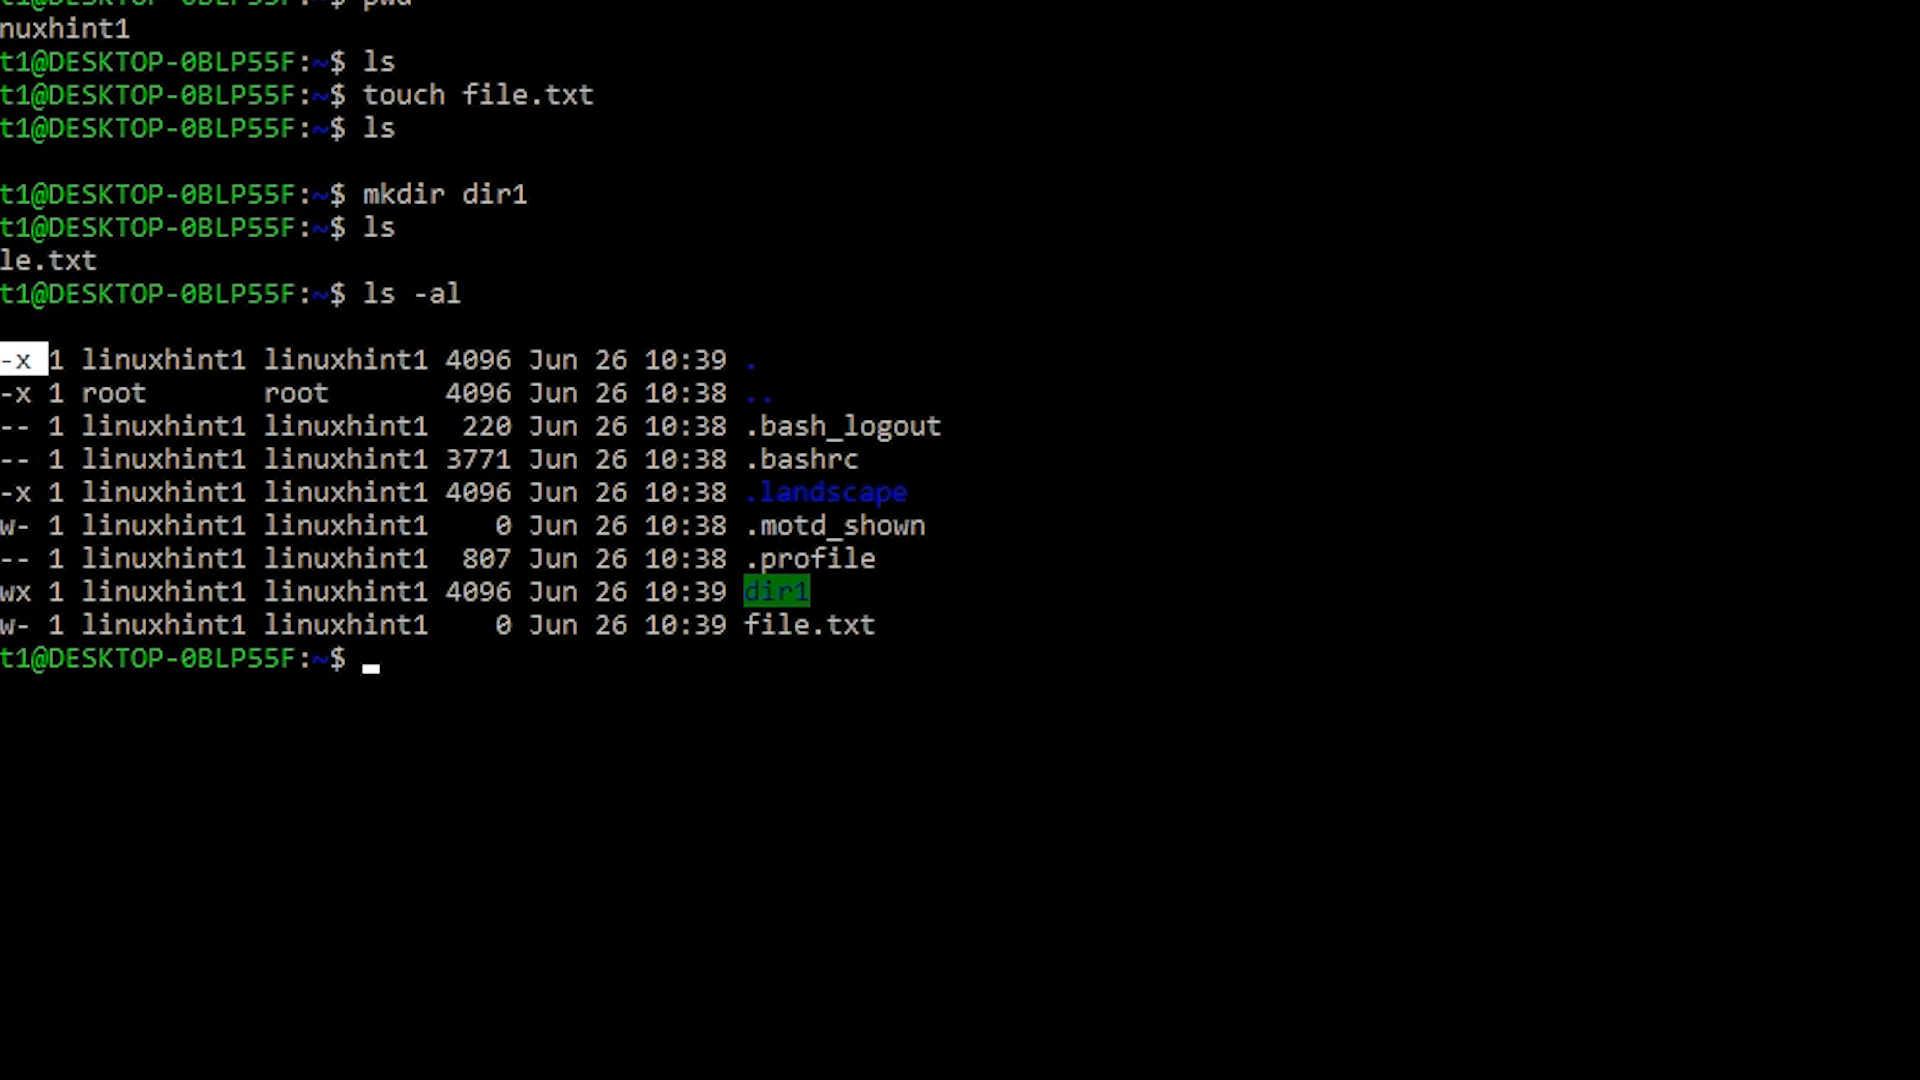 t1@DESKTOP-0BLP55F:~$ pwd
nuxhint1
t1@DESKTOP-0BLP55F:~$ ls
t1@DESKTOP-0BLP55F:~$ touch file.txt
t1@DESKTOP-0BLP55F:~$ ls
t1@DESKTOP-0BLP55F:~$ mkdir dir1
t1@DESKTOP-0BLP55F:~$ ls
le.txt
t1@DESKTOP-0BLP55F:~$ ls -al
-x 1 linuxhint1 linuxhint1 4096 Jun 26 10:39 .
-x 1 root       root       4096 Jun 26 10:38 ..
-- 1 linuxhint1 linuxhint1  220 Jun 26 10:38 .bash_logout
-- 1 linuxhint1 linuxhint1 3771 Jun 26 10:38 .bashrc
-x 1 linuxhint1 linuxhint1 4096 Jun 26 10:38 .landscape
w- 1 linuxhint1 linuxhint1    0 Jun 26 10:38 .motd_shown
-- 1 linuxhint1 linuxhint1  807 Jun 26 10:38 .profile
wx 1 linuxhint1 linuxhint1 4096 Jun 26 10:39 dir1
w- 1 linuxhint1 linuxhint1    0 Jun 26 10:39 file.txt
t1@DESKTOP-0BLP55F:~$